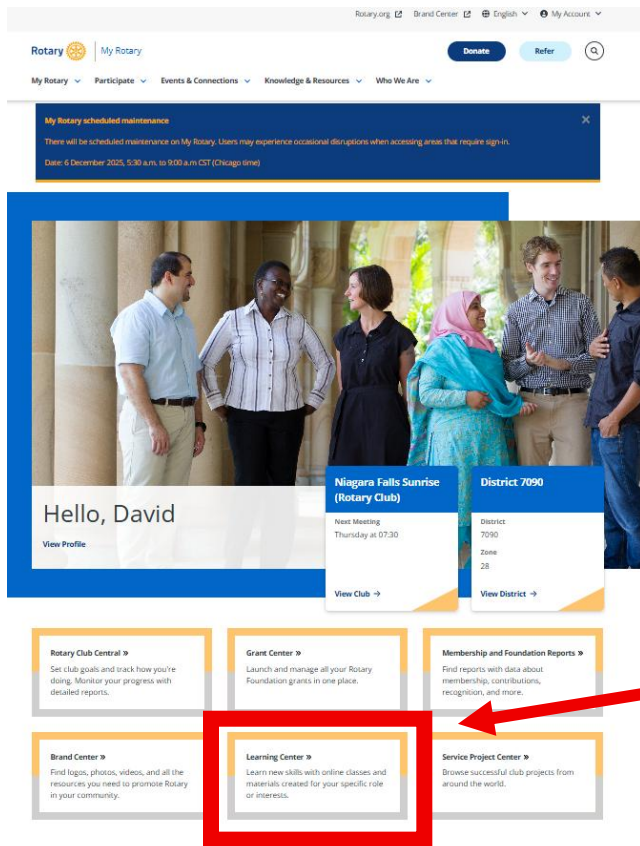 Rotary.org Brand Center English My Account
Rotary My Rotary Donate Refer
My Rotary Participate Events & Connections Knowledge & Resources Who We Are
My Rotary scheduled maintenance
There will be scheduled maintenance on My Rotary. Users may experience occasional disruptions when accessing areas that require sign-in.
Date: 6 December 2025, 5:30 a.m. to 9:00 a.m CST (Chicago time)
Hello, David
View Profile
Niagara Falls Sunrise
(Rotary Club)
Next Meeting
Thursday at 07:30
View Club →
District 7090
District
7090
Zone
28
View District →
Rotary Club Central »
Set club goals and track how you're
doing. Monitor your progress with
detailed reports.
Grant Center »
Launch and manage all your Rotary
Foundation grants in one place.
Membership and Foundation Reports »
Find reports with data about
membership, contributions,
recognition, and more.
Brand Center »
Find logos, photos, videos, and all the
resources you need to promote Rotary
in your community.
Learning Center »
Learn new skills with online classes and
materials created for your specific role
or interests.
Service Project Center »
Browse successful club projects from
around the world.